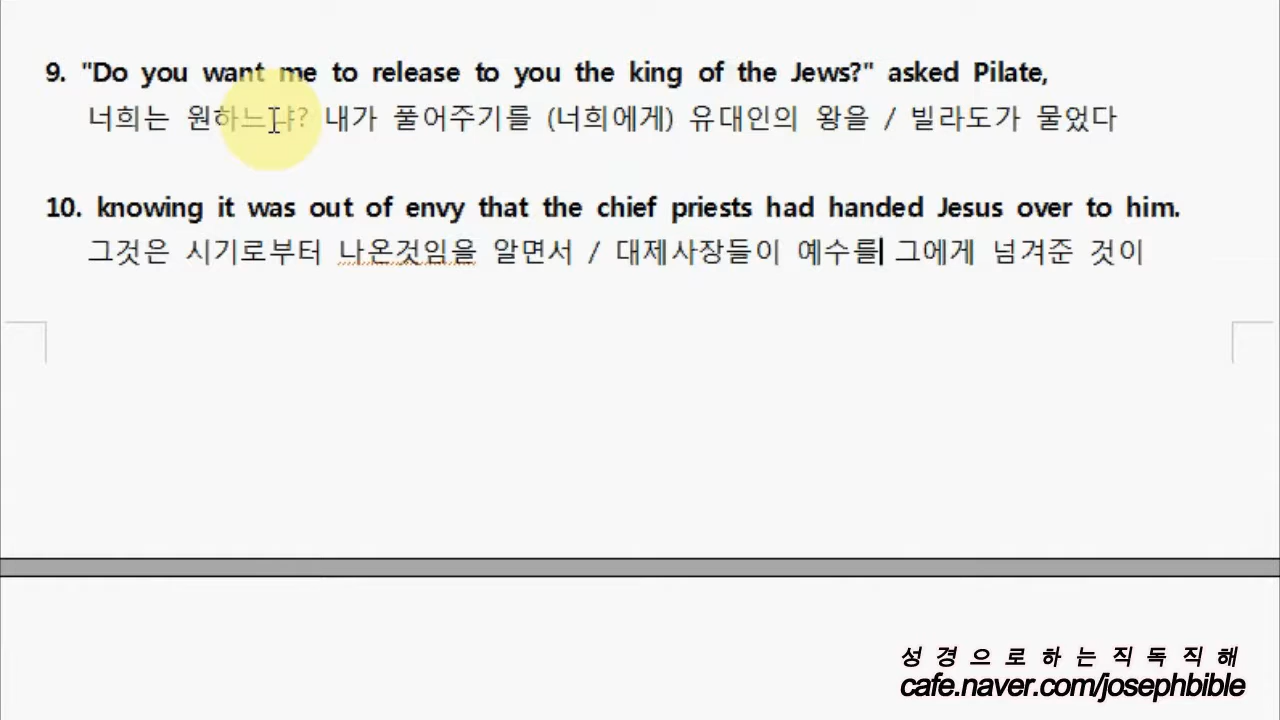 9. "Do you want me to release to you the king of the Jews?" asked Pilate,
너희는 원하느냐? 내가 풀어주기를 (너희에게) 유대인의 왕을 / 빌라도가 물었다
10. knowing it was out of envy that the chief priests had handed Jesus over to him.
그것은 시기로부터 나온것임을 알면서 / 대제사장들이 예수를 그에게 넘겨준 것이
성경으로하는직독직해
cafe.naver.com/josephbible